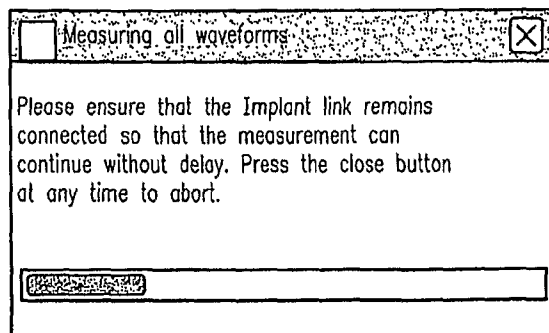 Measuring all waveforms
Please ensure that the Implant link remains
connected so that the measurement can
continue without delay. Press the close button
at any time to abort.